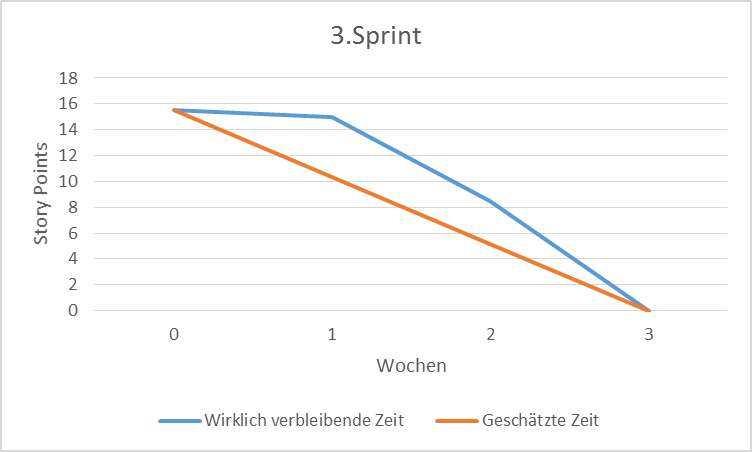 3.Sprint
Story Points
18
16
14
12
10
8
6
4
2
0
0 1 2 3
Wochen
Wirklich verbleibende Zeit Geschätzte Zeit